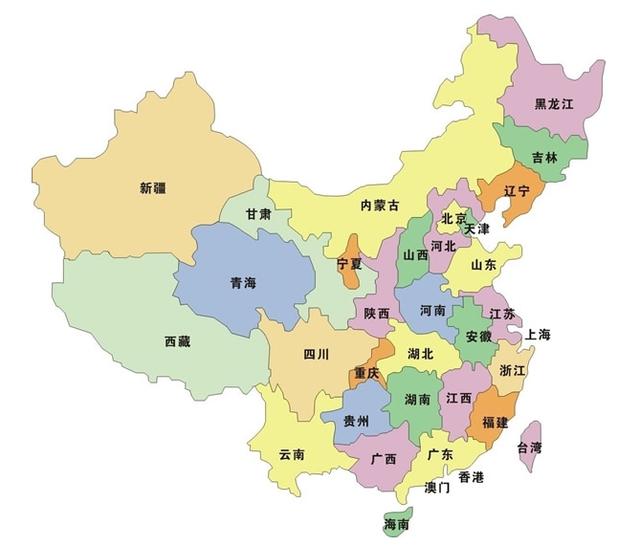 黑龙江
吉林
辽宁
新疆
内蒙古
甘肃
北京
天津
河北
山西
宁夏
山东
青海
陕西
河南
江苏
西藏
安徽
上海
四川
湖北
重庆
浙江
湖南
江西
贵州
福建
云南
广西
广东
台湾
香港
澳门
海南